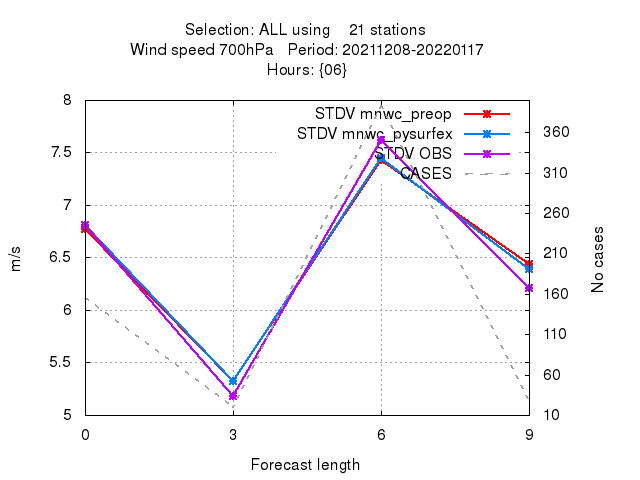 Selection: ALL using 21 stations
Wind speed 700hPa Period: 20211208-20220117
Hours: {06}
STDV mnwc_preop
STDV mnwc_pysurfex
STDV OBS
CASES
8
7.5
7
6.5
6
5.5
5
360
310
260
210
160
110
60
10
m/s
No cases
0 3 6 9
Forecast length